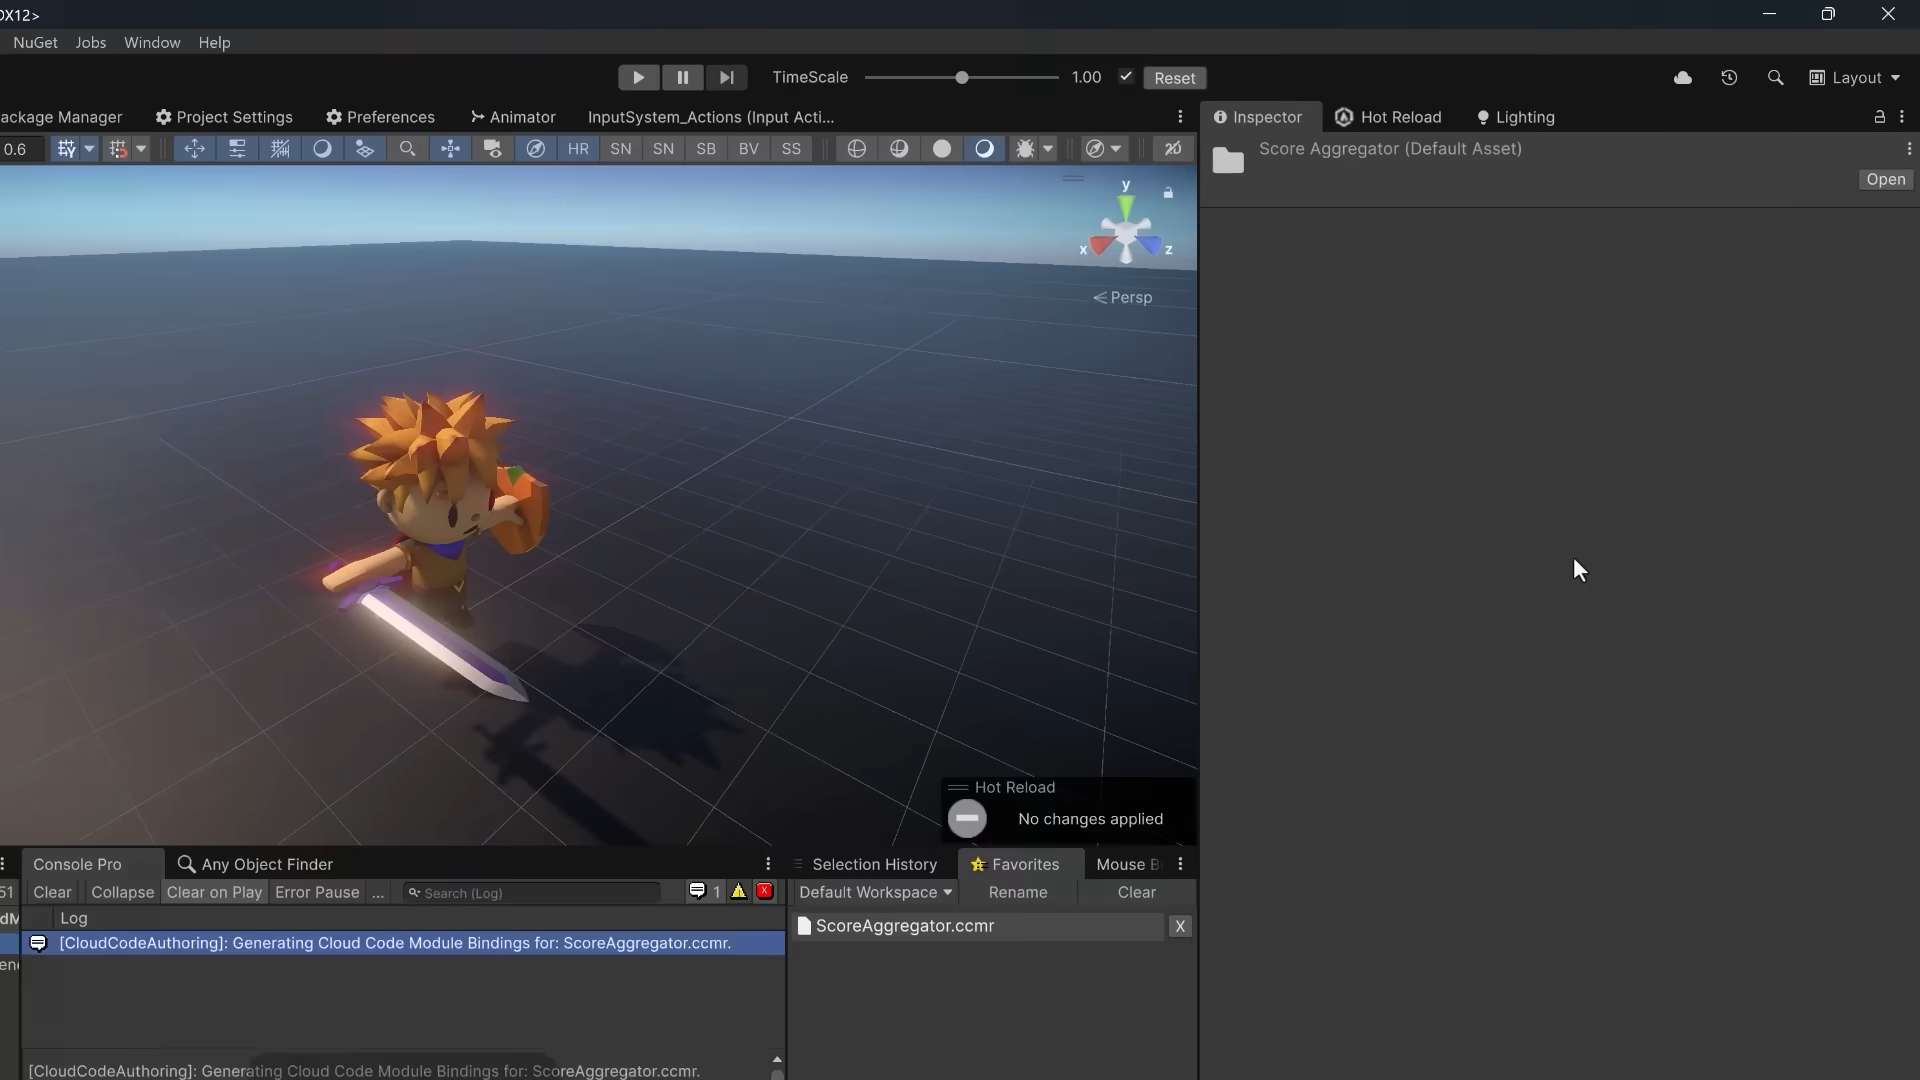 DX12>
NuGet Jobs Window Help
TimeScale 1.00 Reset Layout
ackage Manager Project Settings Preferences Animator InputSystem_Actions (Input Acti... Inspector Hot Reload Lighting
0.6 HR SN SN SB BV SS 2D
Score Aggregator (Default Asset)
Open
y
x z
Persp
Hot Reload
No changes applied
Console Pro Any Object Finder Selection History Favorites Mouse B
51 Clear Collapse Clear on Play Error Pause ... Search (Log) 1 Default Workspace Rename Clear
dM Log
[CloudCodeAuthoring]: Generating Cloud Code Module Bindings for: ScoreAggregator.ccmr.
ScoreAggregator.ccmr X
enc
[CloudCodeAuthoring]: Generating Cloud Code Module Bindings for: ScoreAggregator.ccmr.